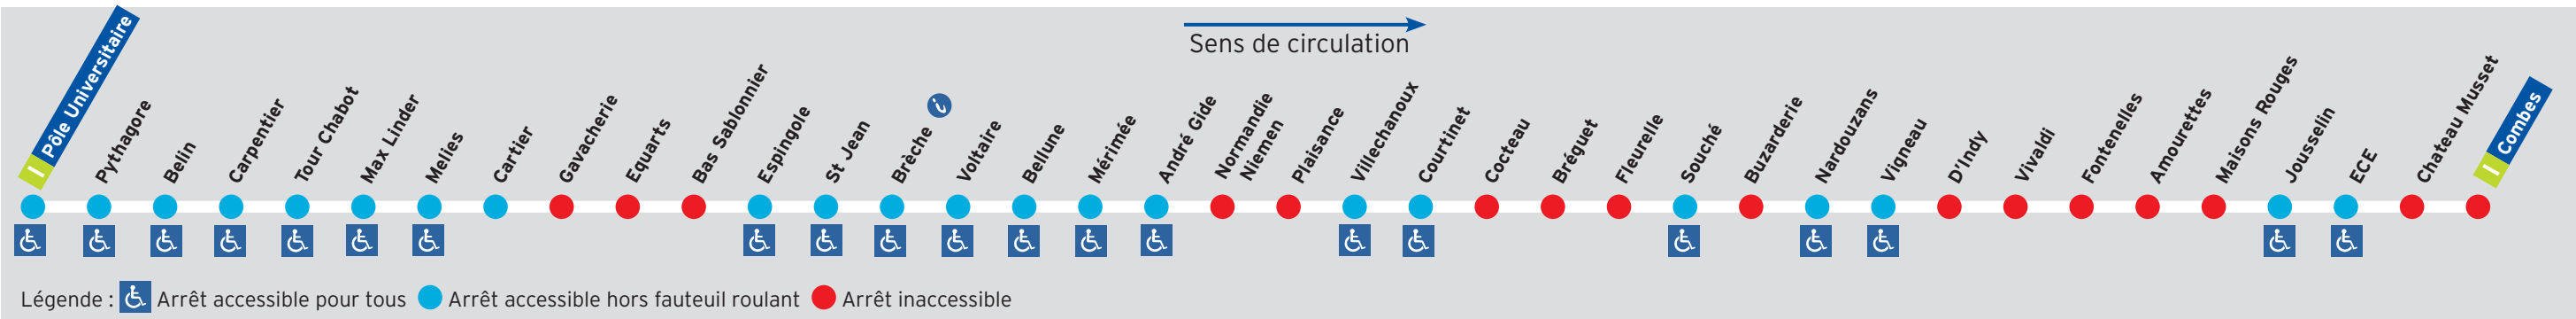 Sens de circulation
I Pôle Universitaire
Pythagore
Belin
Carpentier
Tour Chabot
Max Linder
Melies
Cartier
Gavacherie
Equarts
Bas Sablonnier
Espingole
St Jean
Brèche i
Voltaire
Bellune
Mérimée
André Gide
Normandie
Niemen
Plaisance
Villechanoux
Courtinet
Cocteau
Bréguet
Fleurelle
Souché
Buzarderie
Nardouzans
Vigneau
D'Indy
Vivaldi
Fontenelles
Amourettes
Maisons Rouges
Jousselin
ECE
Chateau Musset
I Combes
Légende : Arrêt accessible pour tous Arrêt accessible hors fauteuil roulant Arrêt inaccessible